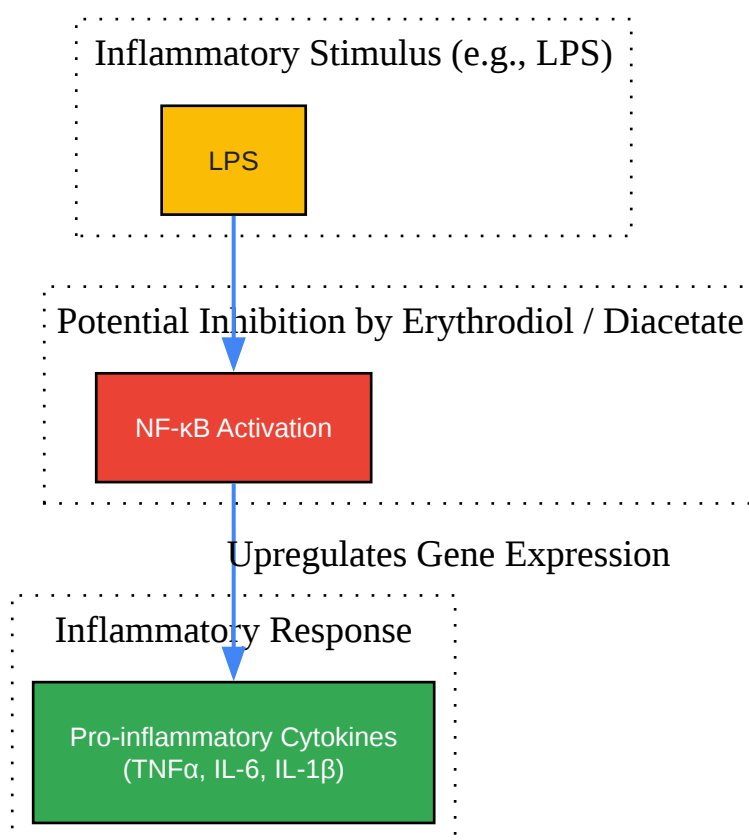 Inflammatory Stimulus (e.g., LPS)
LPS
Potential Inhibition by Erythrodiol / Diacetate
NF-κB Activation
Upregulates Gene Expression
Inflammatory Response
Pro-inflammatory Cytokines
(TNFα, IL-6, IL-1β)